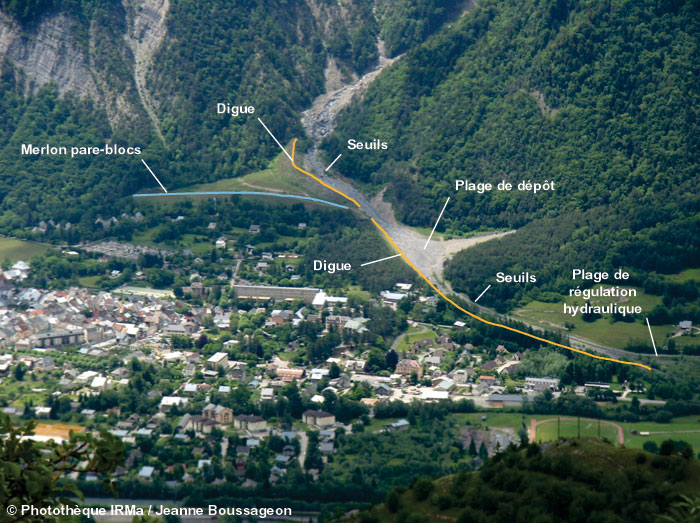 Digue
Merlon pare-blocs
Seuils
Plage de dépôt
Digue
Seuils
Plage de
régulation
hydraulique
© Photothèque IRMa / Jeanne Boussageon